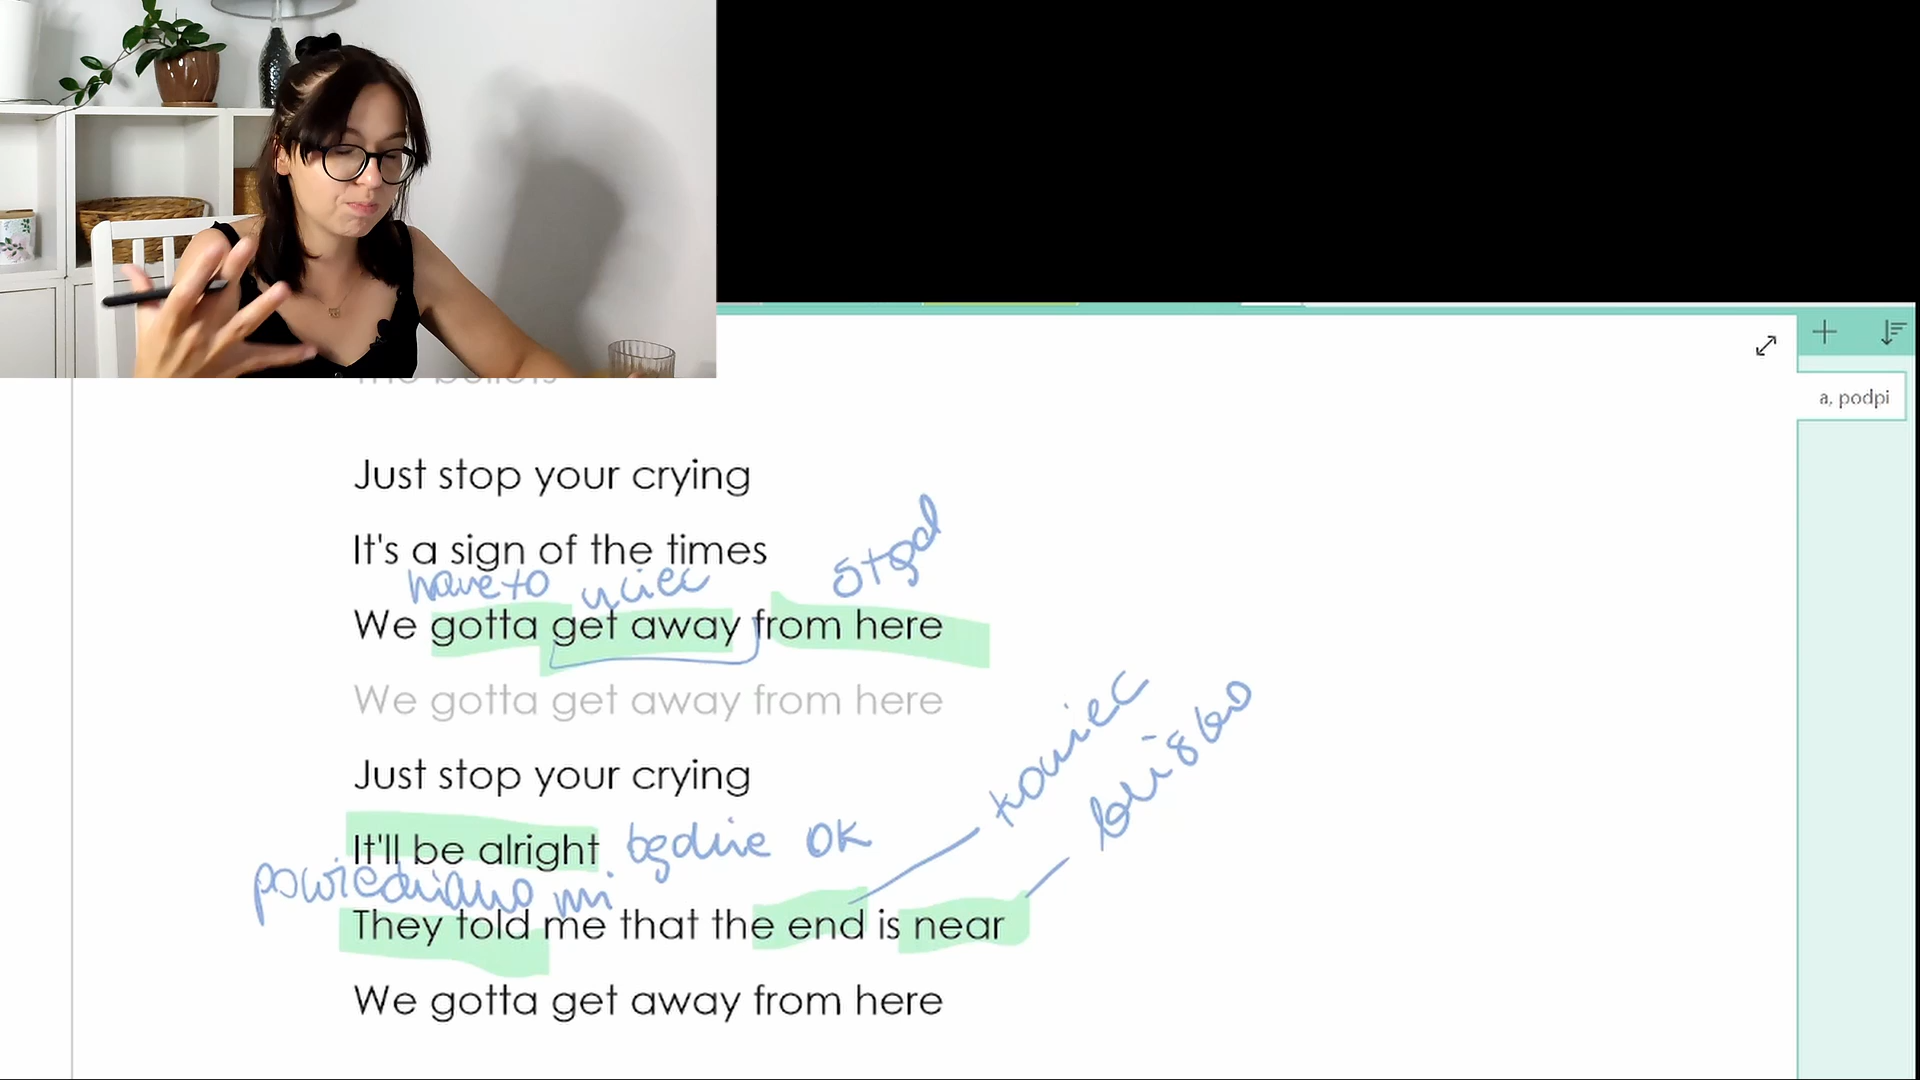 a, podpi
Just stop your crying
It's a sign of the times
have to uciec stąd
We gotta get away from here
We gotta get away from here
Just stop your crying
It'll be alright będzie OK
koniec
blisko
powiedziano mi
They told me that the end is near
We gotta get away from here